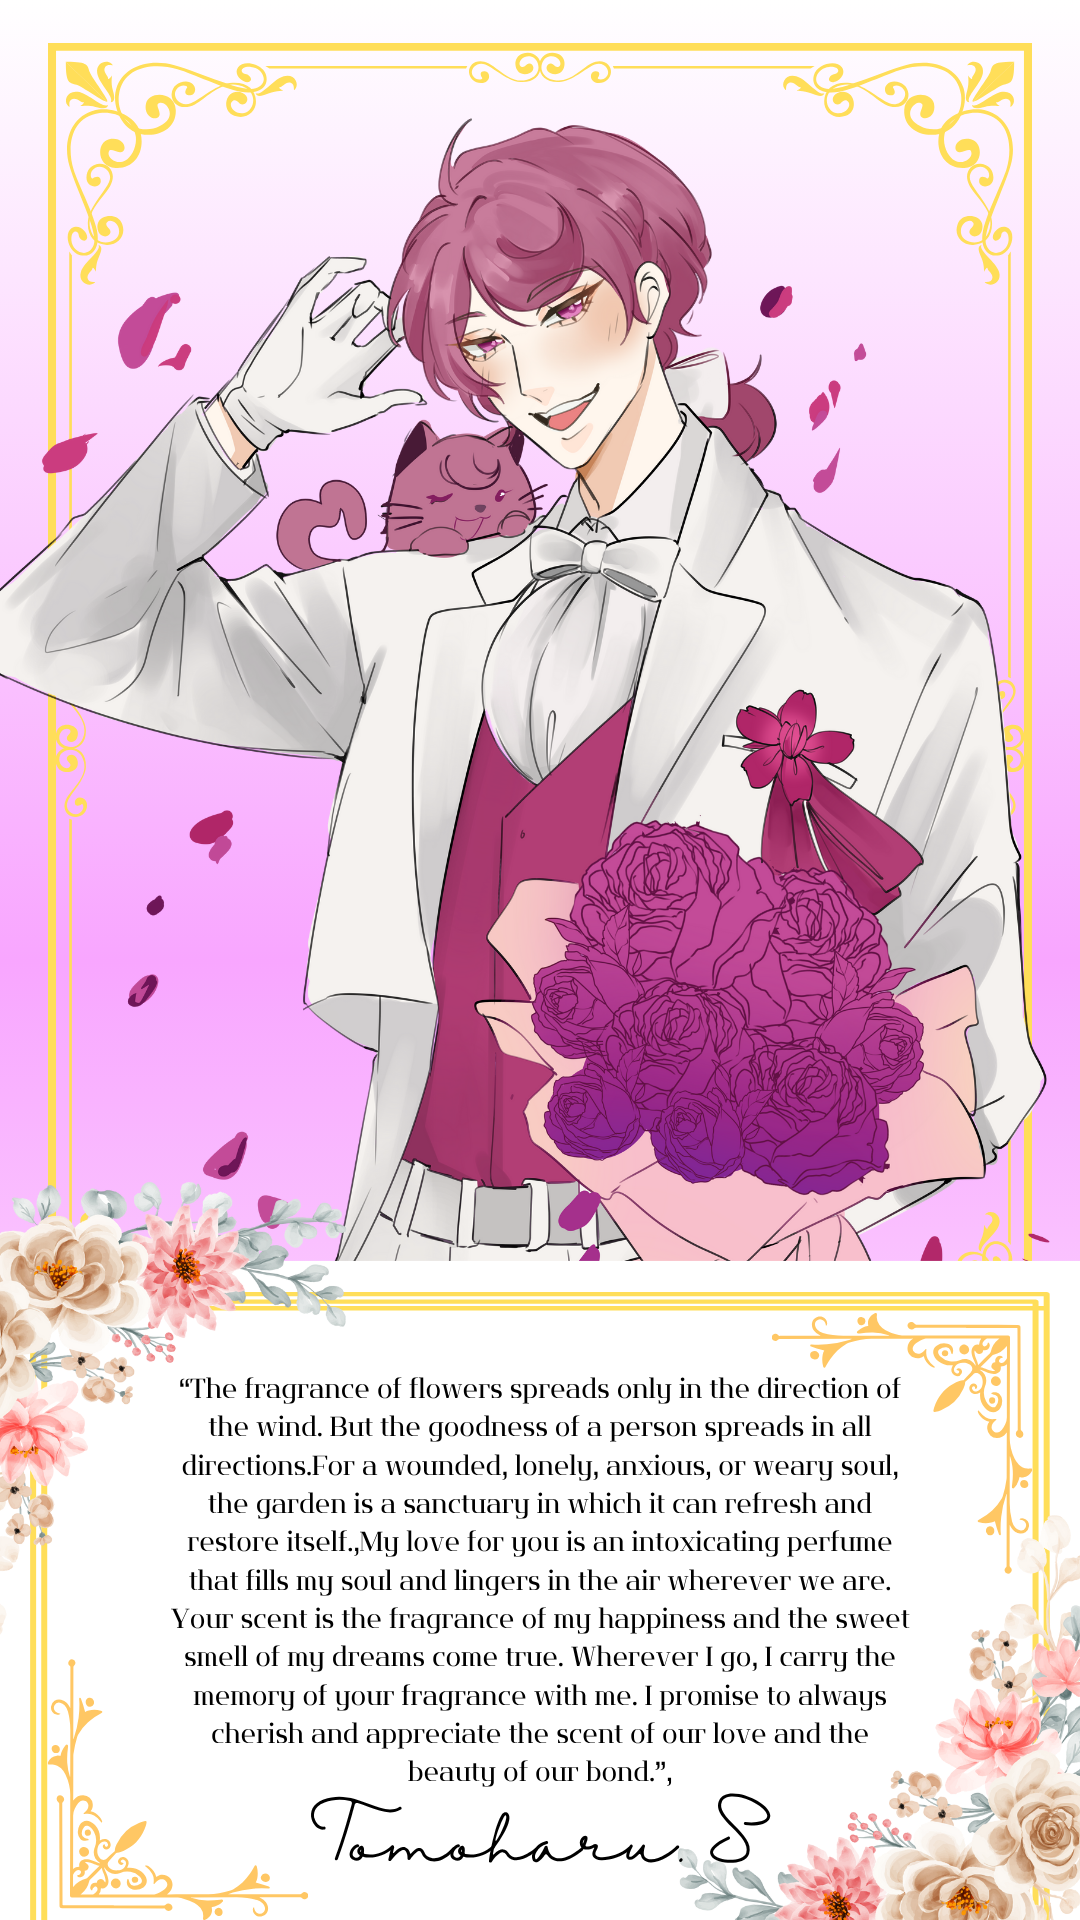 “The fragrance of flowers spreads only in the direction of
the wind. But the goodness of a person spreads in all
directions.For a wounded, lonely, anxious, or weary soul,
the garden is a sanctuary in which it can refresh and
restore itself.,My love for you is an intoxicating perfume
that fills my soul and lingers in the air wherever we are.
Your scent is the fragrance of my happiness and the sweet
smell of my dreams come true. Wherever I go, I carry the
memory of your fragrance with me. I promise to always
cherish and appreciate the scent of our love and the
beauty of our bond.”,
Tomoharu. S